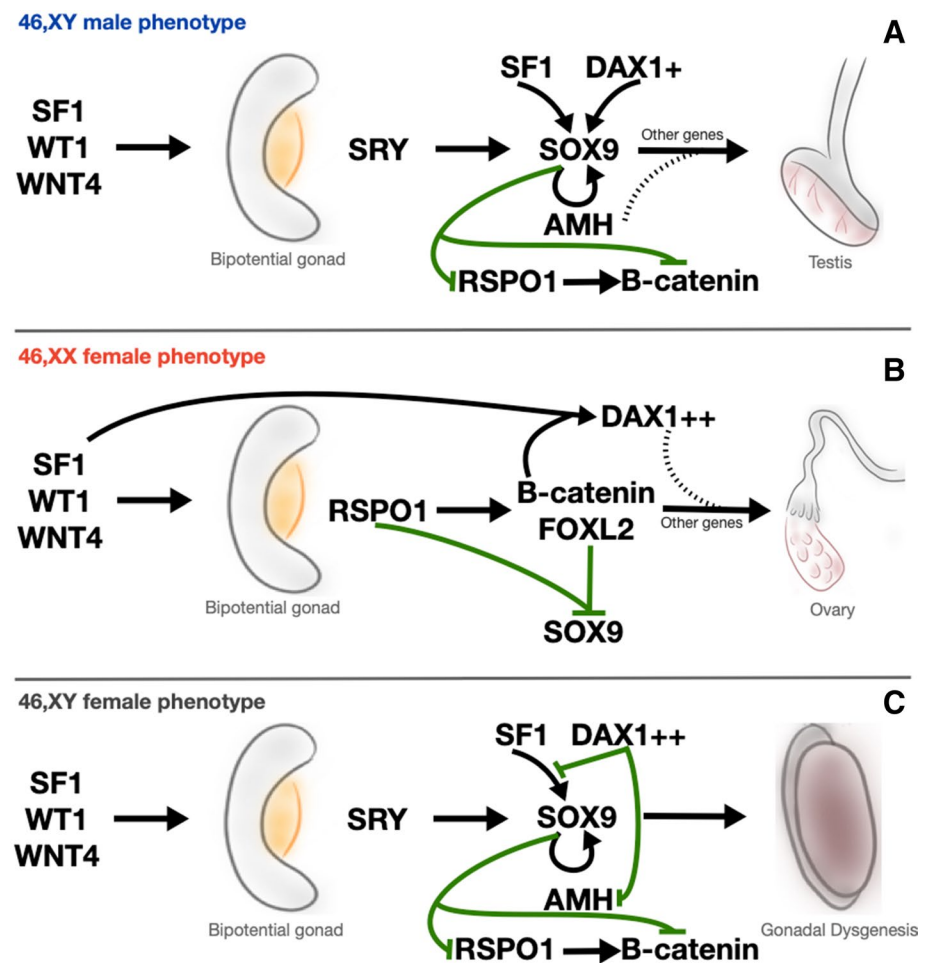 46,XY male phenotype
A
SF1 DAX1+
SF1
WT1
WNT4
SRY
SOX9
Other genes
AMH
RSPO1 B-catenin
Bipotential gonad
Testis
46,XX female phenotype
B
DAX1++
SF1
WT1
WNT4
RSPO1
B-catenin
FOXL2
Other genes
SOX9
Bipotential gonad
Ovary
46,XY female phenotype
C
SF1 DAX1++
SF1
WT1
WNT4
SRY
SOX9
AMH
RSPO1 B-catenin
Bipotential gonad
Gonadal Dysgenesis